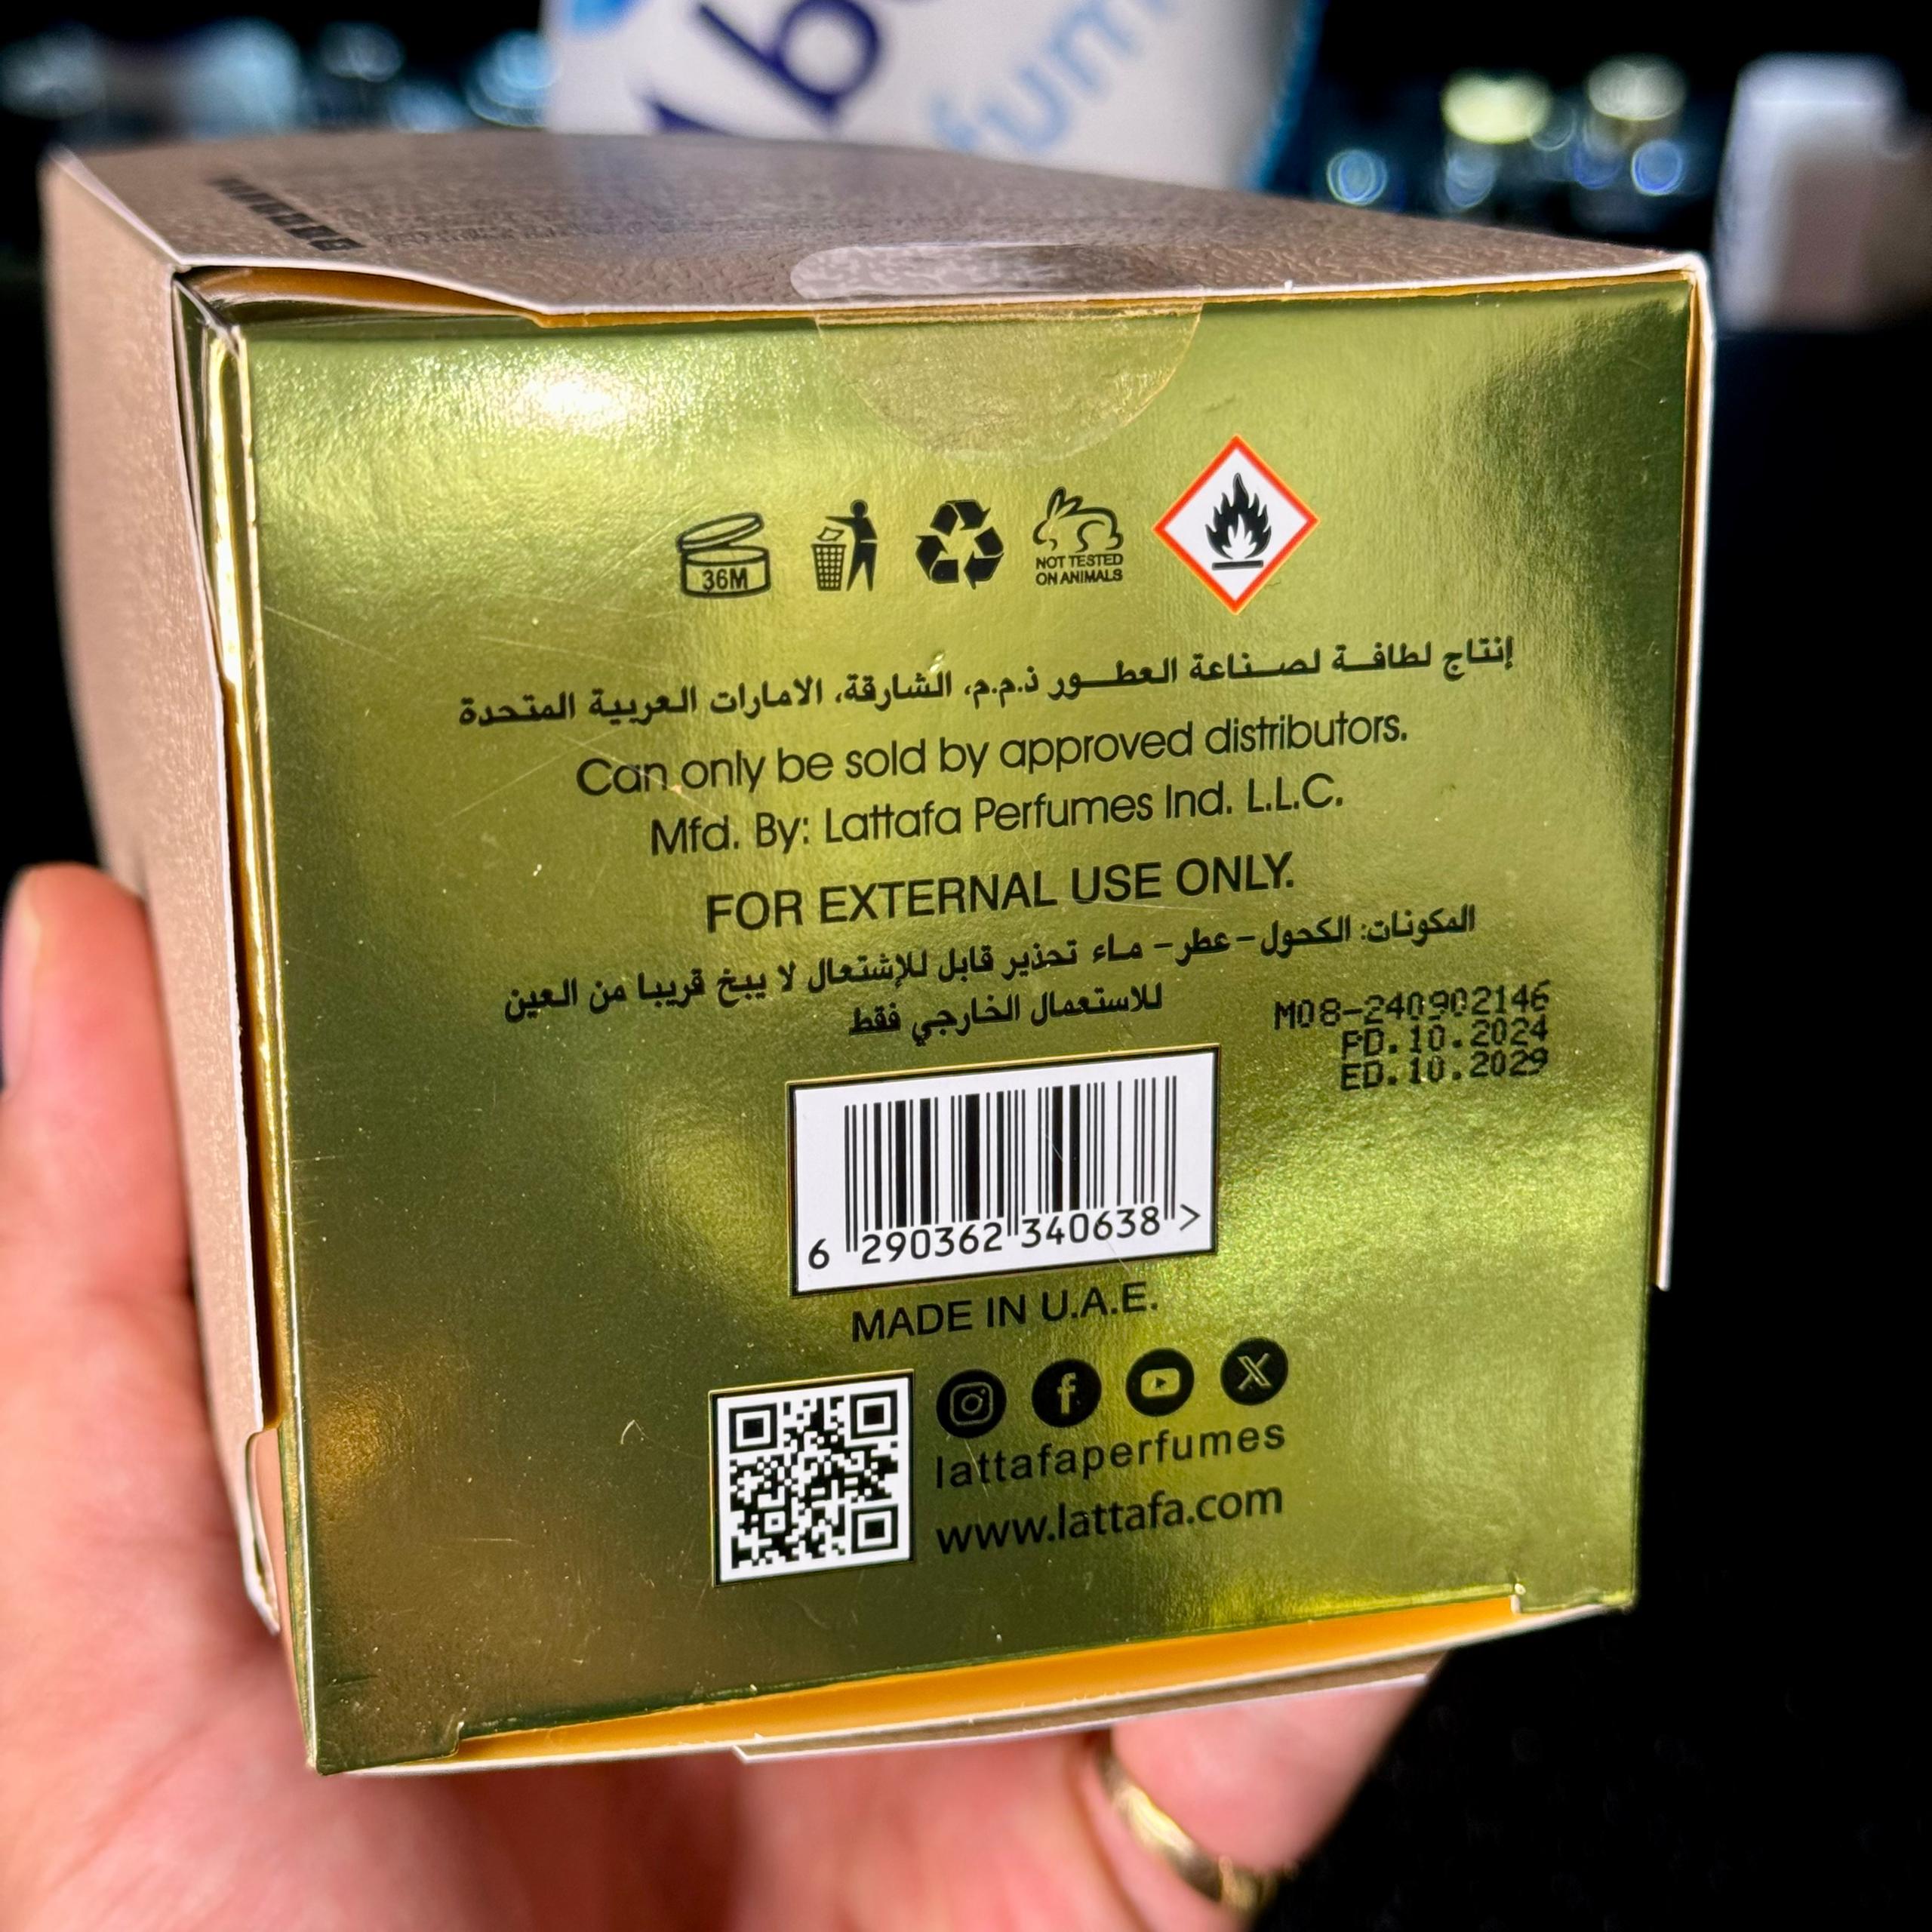 36M
NOT TESTED
ON ANIMALS
إنتاج لطافة لصناعة العطور ذ.م.م، الشارقة، الامارات العربية المتحدة
Can only be sold by approved distributors.
Mfd. By: Lattafa Perfumes Ind. L.L.C.
FOR EXTERNAL USE ONLY.
المكونات: الكحول - عطر - ماء تحذير قابل للإشتعال لا يبخ قريبا من العين
للاستعمال الخارجي فقط
M08-240902146
PD.10.2024
ED.10.2029
6 290362 340638 >
MADE IN U.A.E.
lattafaperfumes
www.lattafa.com